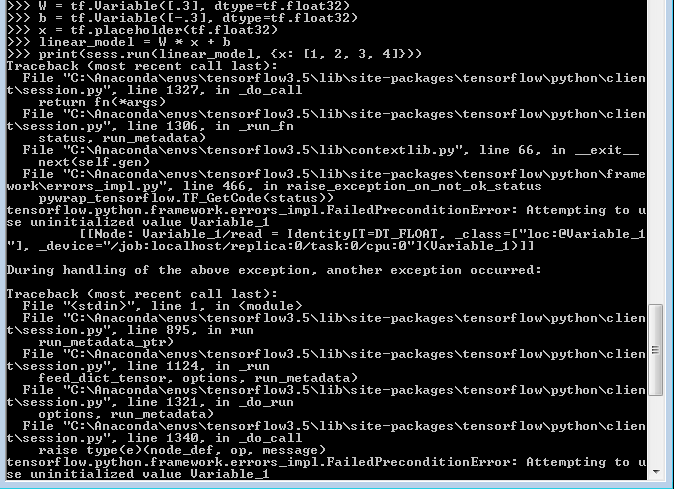 >>> W = tf.Variable([.3], dtype=tf.float32)
>>> b = tf.Variable([-.3], dtype=tf.float32)
>>> x = tf.placeholder(tf.float32)
>>> linear_model = W * x + b
>>> print(sess.run(linear_model, {x: [1, 2, 3, 4]}))
Traceback (most recent call last):
  File "C:\Anaconda\envs\tensorflow3.5\lib\site-packages\tensorflow\python\clien
t\session.py", line 1327, in _do_call
    return fn(*args)
  File "C:\Anaconda\envs\tensorflow3.5\lib\site-packages\tensorflow\python\clien
t\session.py", line 1306, in _run_fn
    status, run_metadata)
  File "C:\Anaconda\envs\tensorflow3.5\lib\contextlib.py", line 66, in __exit__
    next(self.gen)
  File "C:\Anaconda\envs\tensorflow3.5\lib\site-packages\tensorflow\python\frame
work\errors_impl.py", line 466, in raise_exception_on_not_ok_status
    pywrap_tensorflow.TF_GetCode(status))
tensorflow.python.framework.errors_impl.FailedPreconditionError: Attempting to u
se uninitialized value Variable_1
         [[Node: Variable_1/read = Identity[T=DT_FLOAT, _class=["loc:@Variable_1
"], _device="/job:localhost/replica:0/task:0/cpu:0"](Variable_1)]]

During handling of the above exception, another exception occurred:

Traceback (most recent call last):
  File "<stdin>", line 1, in <module>
  File "C:\Anaconda\envs\tensorflow3.5\lib\site-packages\tensorflow\python\clien
t\session.py", line 895, in run
    run_metadata_ptr)
  File "C:\Anaconda\envs\tensorflow3.5\lib\site-packages\tensorflow\python\clien
t\session.py", line 1124, in _run
    feed_dict_tensor, options, run_metadata)
  File "C:\Anaconda\envs\tensorflow3.5\lib\site-packages\tensorflow\python\clien
t\session.py", line 1321, in _do_run
    options, run_metadata)
  File "C:\Anaconda\envs\tensorflow3.5\lib\site-packages\tensorflow\python\clien
t\session.py", line 1340, in _do_call
    raise type(e)(node_def, op, message)
tensorflow.python.framework.errors_impl.FailedPreconditionError: Attempting to u
se uninitialized value Variable_1